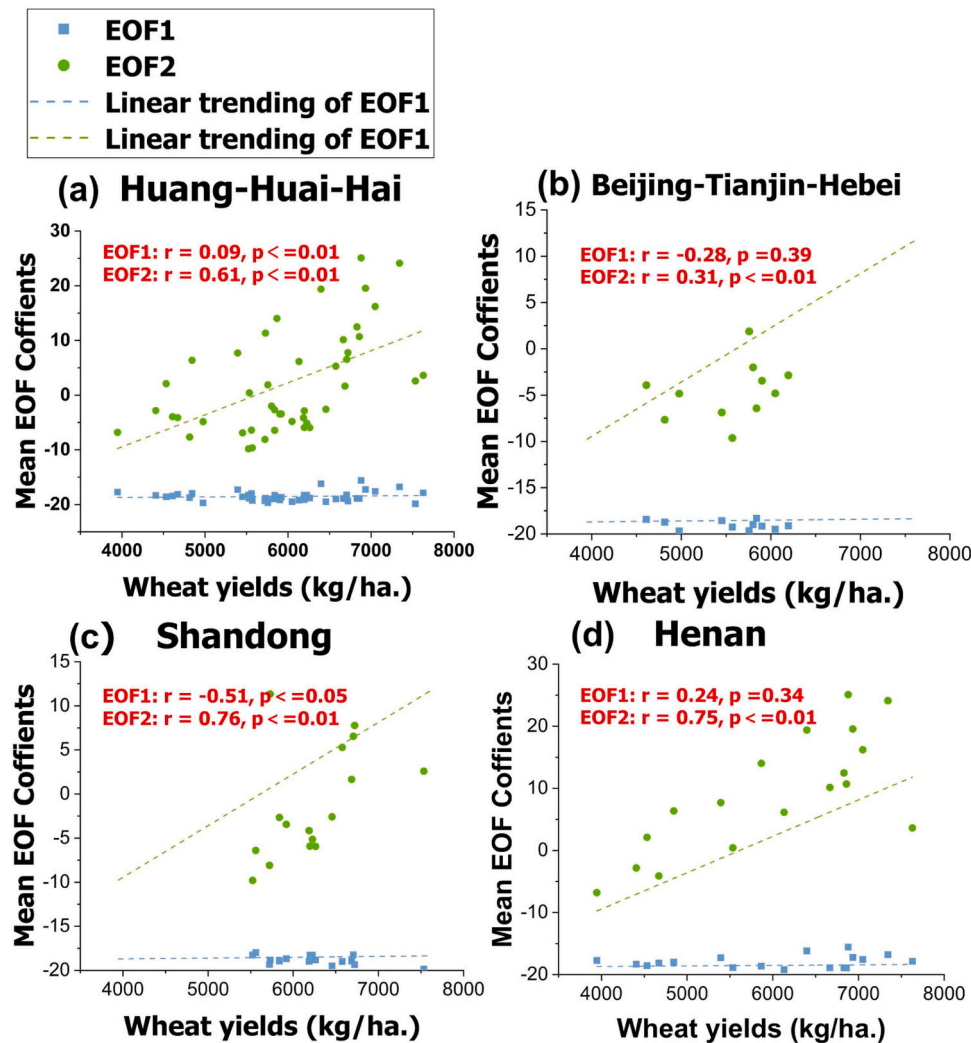 EOF1
EOF2
Linear trending of EOF1
Linear trending of EOF1
(a) Huang-Huai-Hai
EOF1: r = 0.09, p<=0.01
EOF2: r = 0.61, p<=0.01
Mean EOF Coffients
30
20
10
0
-10
-20
4000 5000 6000 7000 8000
Wheat yields (kg/ha.)
(b) Beijing-Tianjin-Hebei
EOF1: r = -0.28, p =0.39
EOF2: r = 0.31, p<=0.01
Mean EOF Coffients
15
10
5
0
-5
-10
-15
-20
4000 5000 6000 7000 8000
Wheat yields (kg/ha.)
(c) Shandong
EOF1: r = -0.51, p<=0.05
EOF2: r = 0.76, p<=0.01
Mean EOF Coffients
15
10
5
0
-5
-10
-15
-20
4000 5000 6000 7000 8000
Wheat yields (kg/ha.)
(d) Henan
EOF1: r = 0.24, p =0.34
EOF2: r = 0.75, p<=0.01
Mean EOF Coffients
30
20
10
0
-10
-20
4000 5000 6000 7000 8000
Wheat yields (kg/ha.)